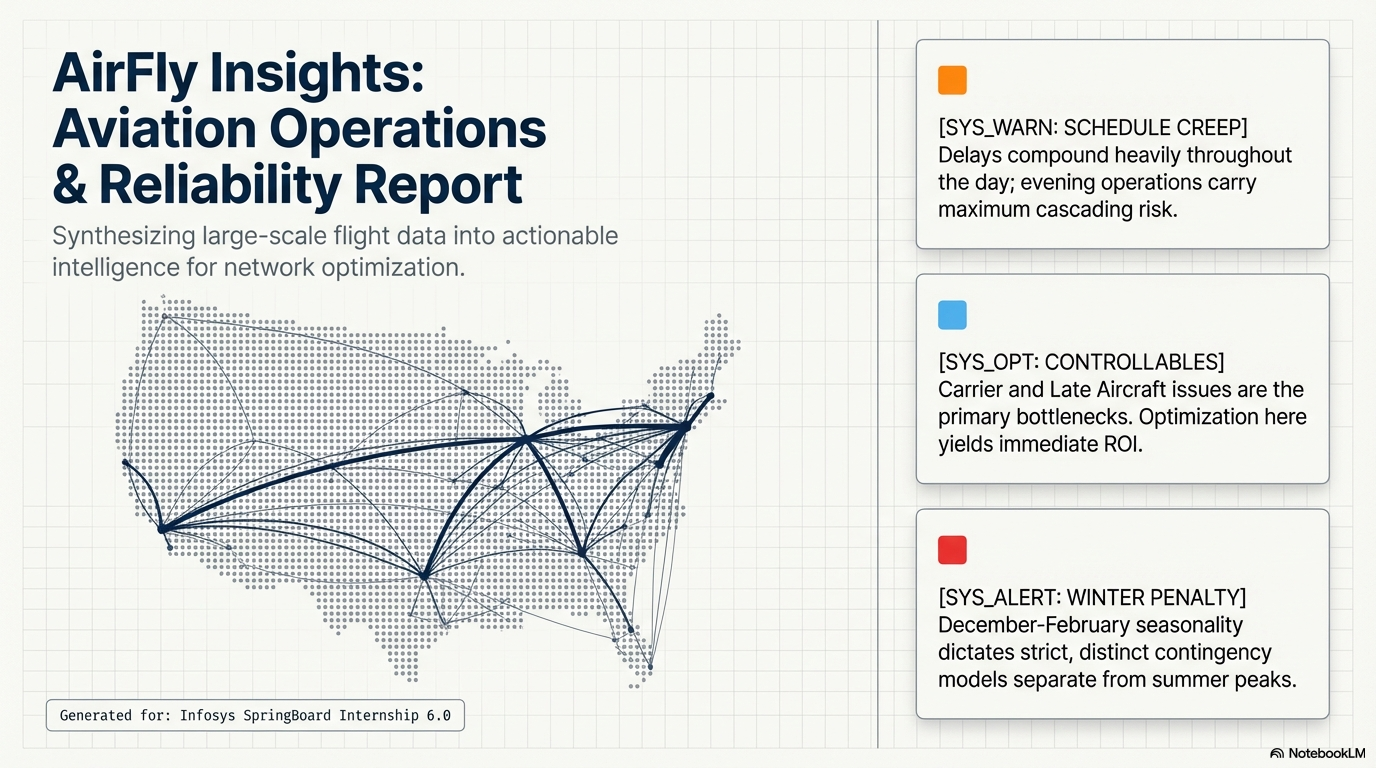 AirFly Insights:
Aviation Operations
& Reliability Report
Synthesizing large-scale flight data into actionable
intelligence for network optimization.
Generated for: Infosys SpringBoard Internship 6.0
[SYS_WARN: SCHEDULE CREEP]
Delays compound heavily throughout
the day; evening operations carry
maximum cascading risk.
[SYS_OPT: CONTROLLABLES]
Carrier and Late Aircraft issues are the
primary bottlenecks. Optimization here
yields immediate ROI.
[SYS_ALERT: WINTER PENALTY]
December-February seasonality
dictates strict, distinct contingency
models separate from summer peaks.
NotebookLM